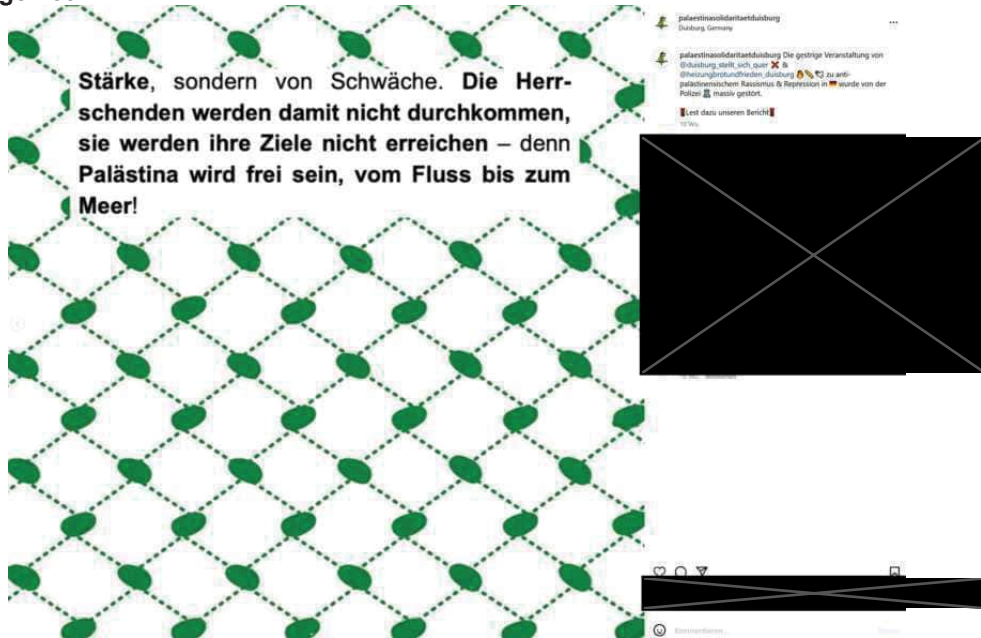 Stärke, sondern von Schwäche. Die Herr-
schenden werden damit nicht durchkommen,
sie werden ihre Ziele nicht erreichen – denn
Palästina wird frei sein, vom Fluss bis zum
Meer!
palaestinasolidaritaetduisburg
Duisburg, Germany
palaestinasolidaritaetduisburg Die gestrige Veranstaltung von
@duisburg_stellt_sich_quer ❌ &
@heizungbrotundfrieden_duisburg 🔥🥖🕊 zu anti-
palästinensischem Rassismus & Repression in 🇩🇪 wurde von der
Polizei massiv gestört.
Lest dazu unseren Bericht
Kommentieren...